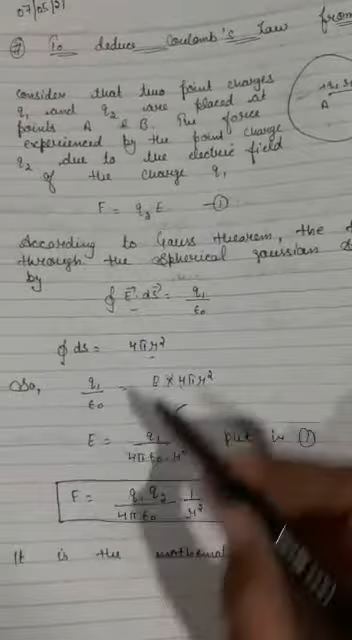 07/05/21
To deduce Coulomb's Law from
Consider that two point charges
q₁ and q₂ are placed at
points A & B. The force
experienced by the point charge
q₂ due to the electric field
of the charge q₁
A
F = q₂ E —①
According to Gauss theorem, the
through the spherical gaussian
by
∮ E⃗. ds⃗ = q₁/ε₀
∮ ds = 4πr²
So, q₁/ε₀ = E × 4πr²
E = q₁/4πε₀.r² put in ①
F = q₁q₂/4πε₀ 1/r²
It is the